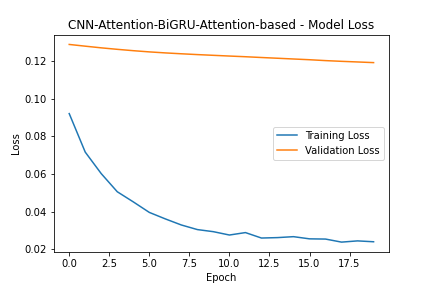 CNN-Attention-BiGRU-Attention-based - Model Loss
0.12
0.10
0.08
0.06
0.04
0.02
Loss
Training Loss
Validation Loss
0.0 2.5 5.0 7.5 10.0 12.5 15.0 17.5
Epoch